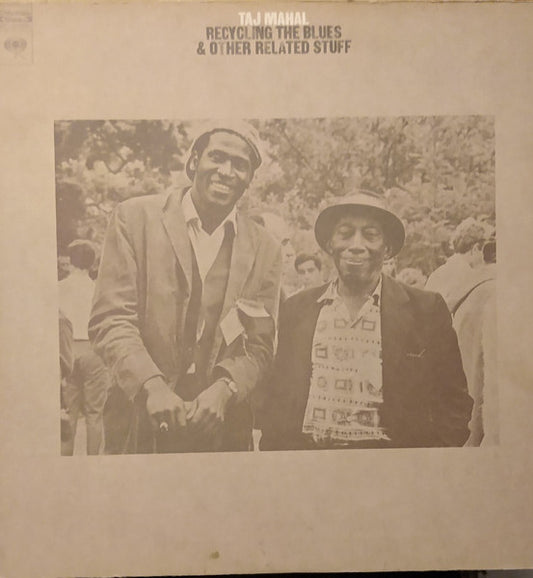 TAJ MAHAL
RECYCLING THE BLUES
& OTHER RELATED STUFF